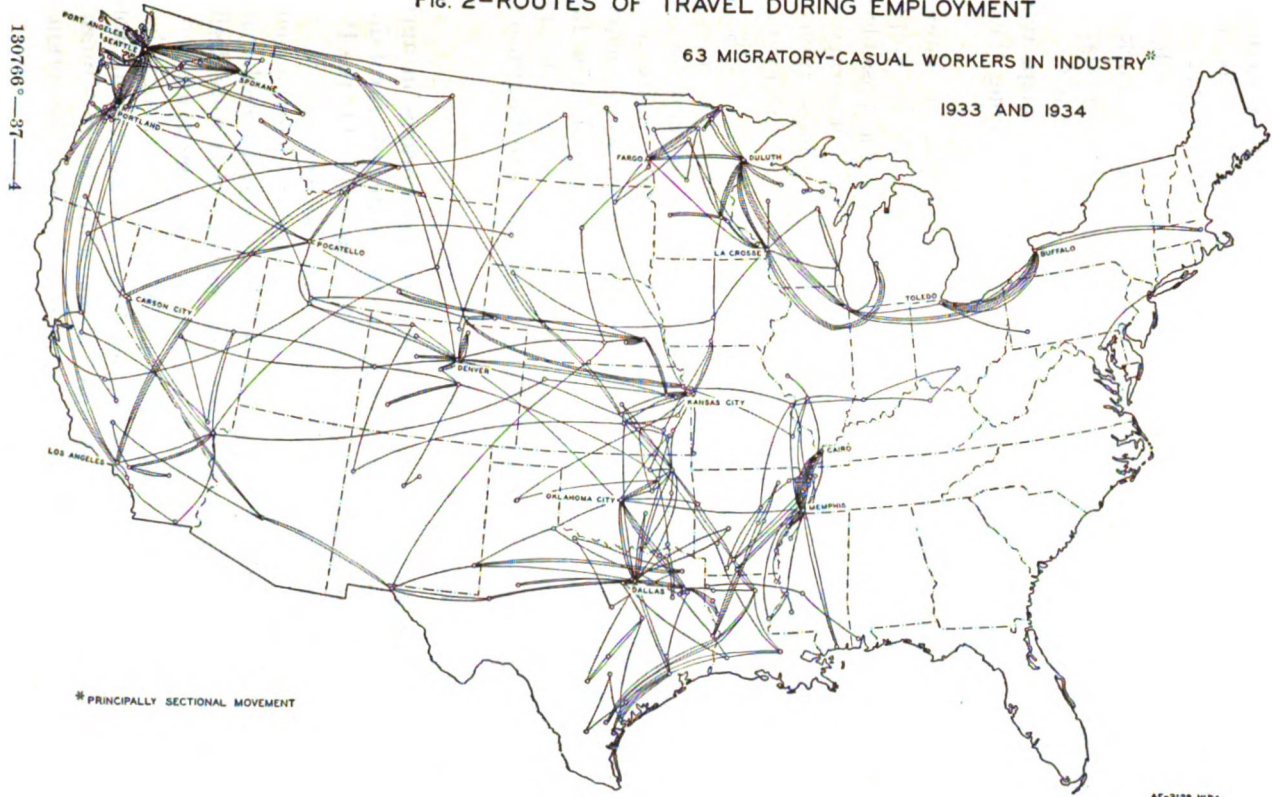 FIG. 2—ROUTES OF TRAVEL DURING EMPLOYMENT
63 MIGRATORY-CASUAL WORKERS IN INDUSTRY*
1933 AND 1934
130766°—37——4
PORT ANGELES
SEATTLE
SPOKANE
PORTLAND
FARGO
DULUTH
POCATELLO
LA CROSSE
BUFFALO
TOLEDO
CARSON CITY
DENVER
KANSAS CITY
CAIRO
LOS ANGELES
OKLAHOMA CITY
MEMPHIS
DALLAS
*PRINCIPALLY SECTIONAL MOVEMENT